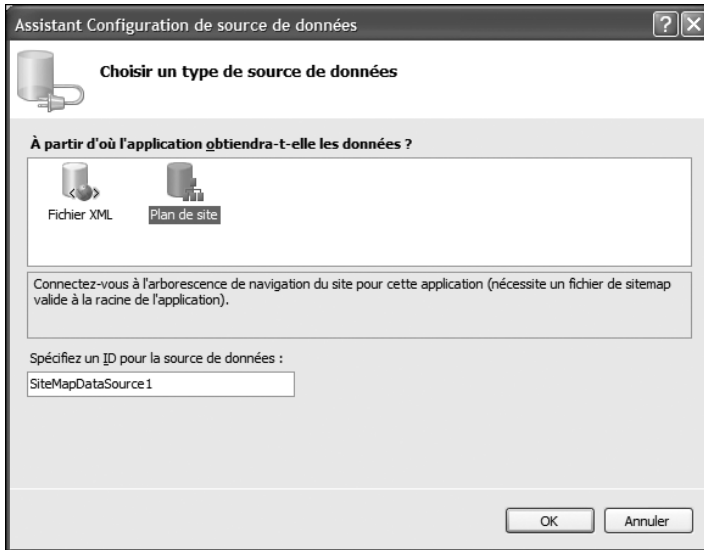 Assistant Configuration de source de données
Choisir un type de source de données
À partir d'où l'application obtiendra-t-elle les données ?
Fichier XML
Plan de site
Connectez-vous à l'arborescence de navigation du site pour cette application (nécessite un fichier de sitemap
valide à la racine de l'application).
Spécifiez un ID pour la source de données :
SiteMapDataSource1
OK
Annuler